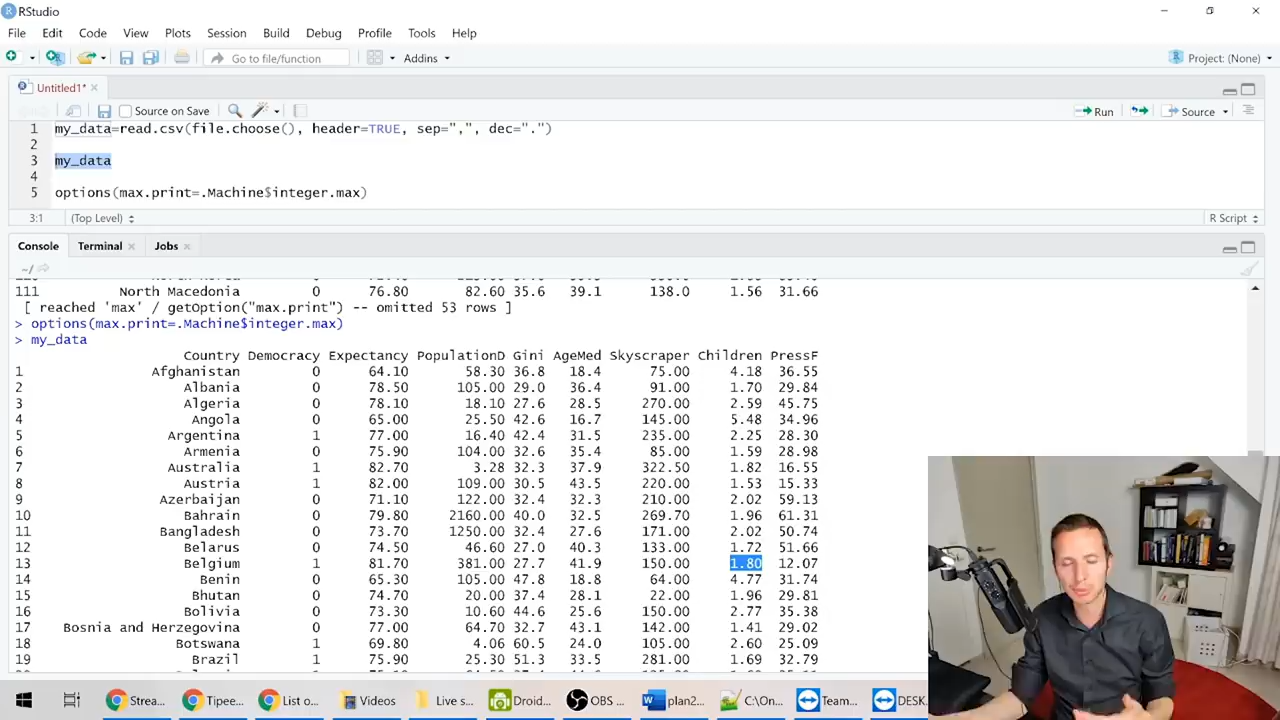 RStudio
File Edit Code View Plots Session Build Debug Profile Tools Help
Go to file/function Addins Project: (None)
Untitled1*
Source on Save Run Source
1 my_data=read.csv(file.choose(), header=TRUE, sep=",", dec=".")
2
3 my_data
4
5 options(max.print=.Machine$integer.max)
3:1 (Top Level) R Script
Console Terminal Jobs
~/
111 North Macedonia 0 76.80 82.60 35.6 39.1 138.0 1.56 31.66
[ reached 'max' / getOption("max.print") -- omitted 53 rows ]
> options(max.print=.Machine$integer.max)
> my_data
Country Democracy Expectancy PopulationD Gini AgeMed Skyscraper Children PressF
1 Afghanistan 0 64.10 58.30 36.8 18.4 75.00 4.18 36.55
2 Albania 0 78.50 105.00 29.0 36.4 91.00 1.70 29.84
3 Algeria 0 78.10 18.10 27.6 28.5 270.00 2.59 45.75
4 Angola 0 65.00 25.50 42.6 16.7 145.00 5.48 34.96
5 Argentina 1 77.00 16.40 42.4 31.5 235.00 2.25 28.30
6 Armenia 0 75.90 104.00 32.6 35.4 85.00 1.59 28.98
7 Australia 1 82.70 3.28 32.3 37.9 322.50 1.82 16.55
8 Austria 1 82.00 109.00 30.5 43.5 220.00 1.53 15.33
9 Azerbaijan 0 71.10 122.00 32.4 32.3 210.00 2.02 59.13
10 Bahrain 0 79.80 2160.00 40.0 32.5 269.70 1.96 61.31
11 Bangladesh 0 73.70 1250.00 32.4 27.6 171.00 2.02 50.74
12 Belarus 0 74.50 46.60 27.0 40.3 133.00 1.72 51.66
13 Belgium 1 81.70 381.00 27.7 41.9 150.00 1.80 12.07
14 Benin 0 65.30 105.00 47.8 18.8 64.00 4.77 31.74
15 Bhutan 0 74.70 20.00 37.4 28.1 22.00 1.96 29.81
16 Bolivia 0 73.30 10.60 44.6 25.6 150.00 2.77 35.38
17 Bosnia and Herzegovina 0 77.00 64.70 32.7 43.1 142.00 1.41 29.02
18 Botswana 1 69.80 4.06 60.5 24.0 105.00 2.60 25.09
19 Brazil 1 75.90 25.30 51.3 33.5 281.00 1.69 32.79
Strea... Tipee... List o... Videos Live s... Droid... OBS ... plan2... C:\On... Team... DESK